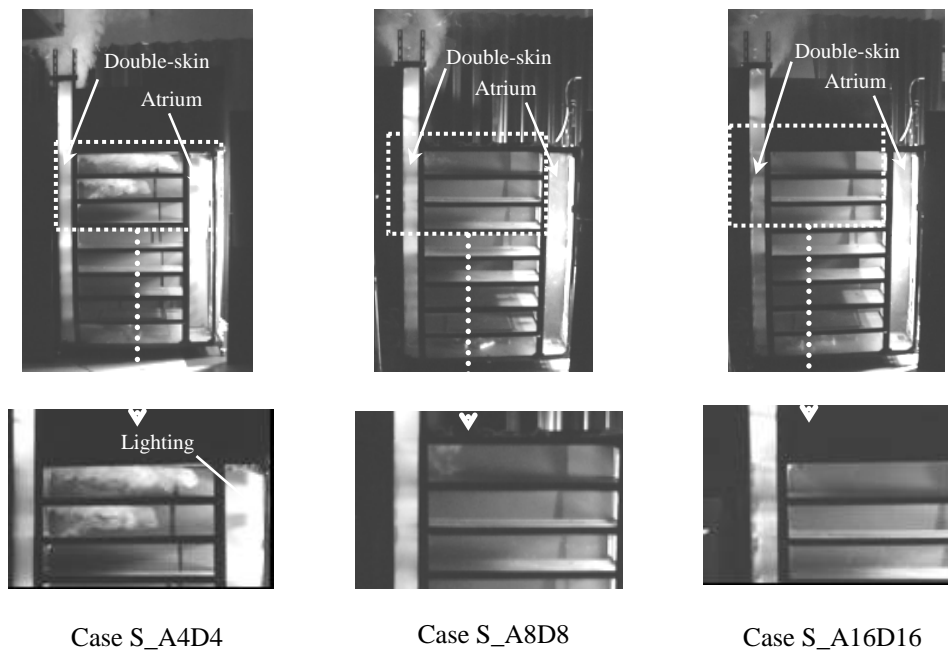 Double-skin
Atrium
Double-skin
Atrium
Double-skin
Atrium
Lighting
Case S_A4D4
Case S_A8D8
Case S_A16D16